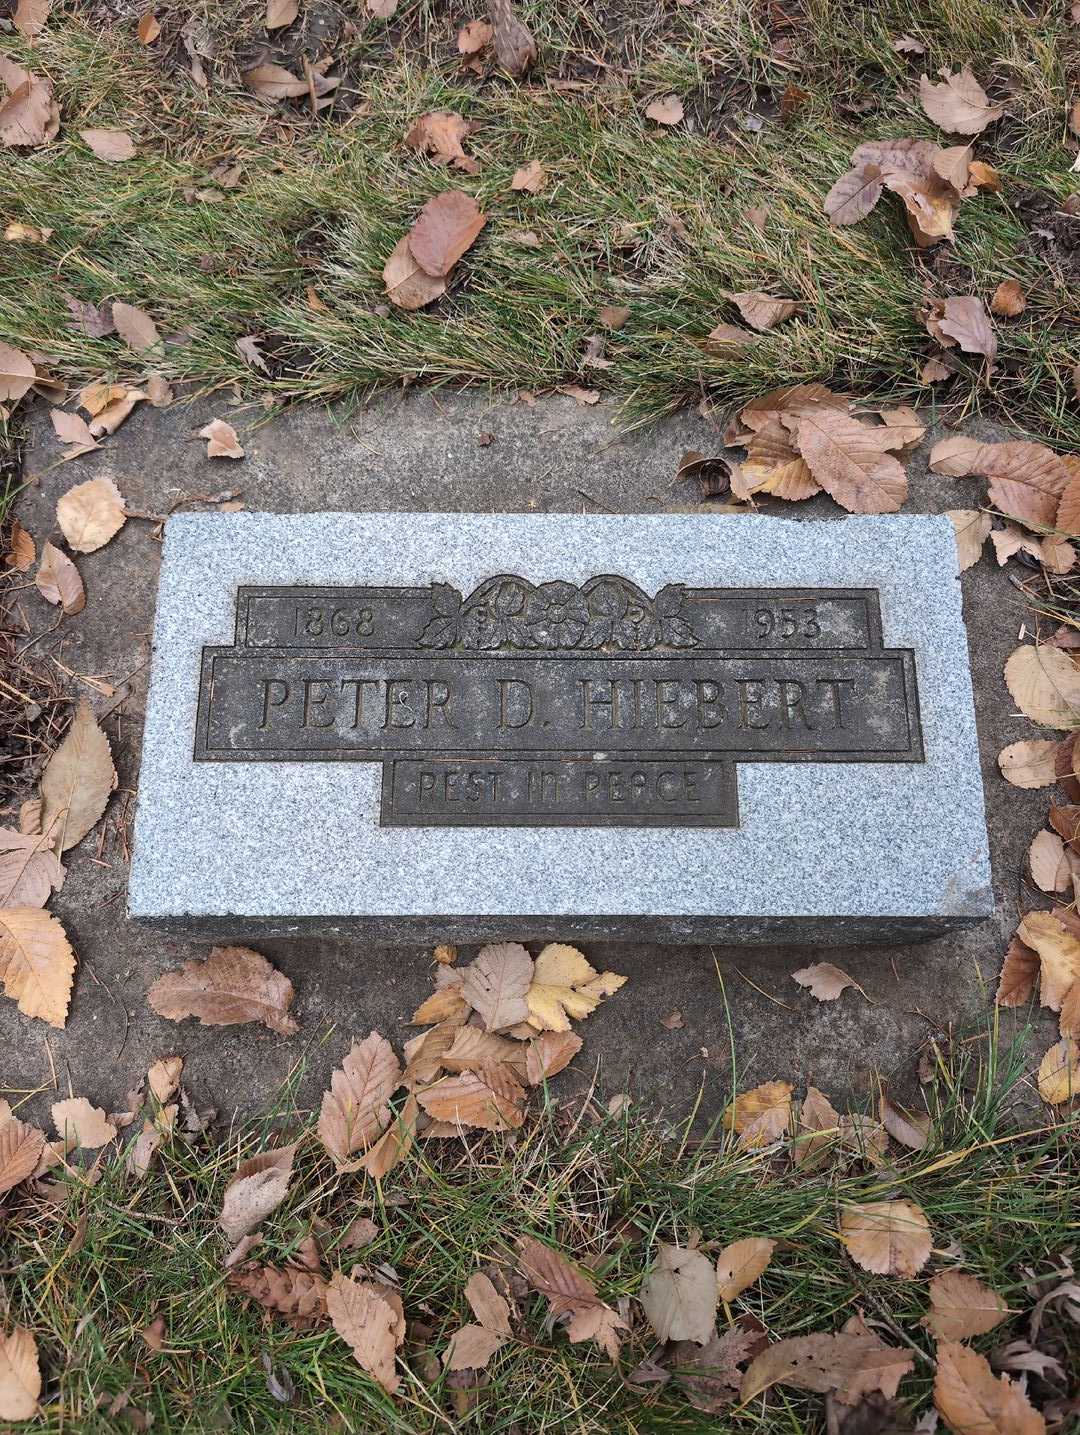 1868 1953
PETER D. HIEBERT
REST IN PEACE